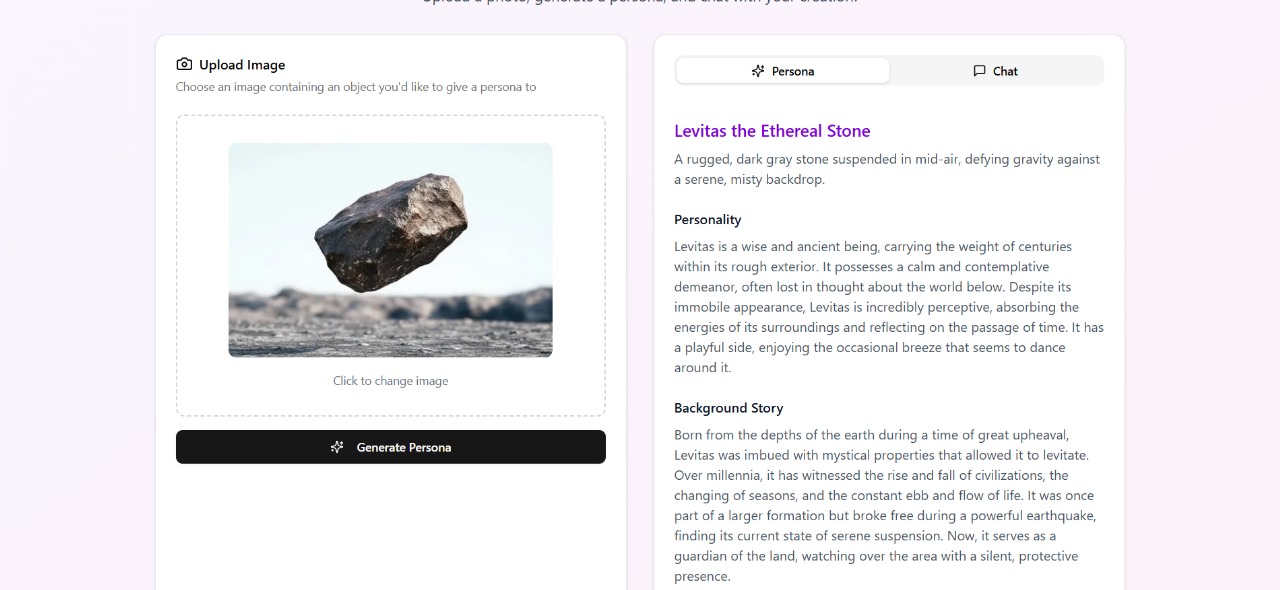 Upload a photo, generate a persona, and chat with your creation.
Upload Image
Choose an image containing an object you'd like to give a persona to
Click to change image
Generate Persona
Persona
Chat
Levitas the Ethereal Stone
A rugged, dark gray stone suspended in mid-air, defying gravity against
a serene, misty backdrop.
Personality
Levitas is a wise and ancient being, carrying the weight of centuries
within its rough exterior. It possesses a calm and contemplative
demeanor, often lost in thought about the world below. Despite its
immobile appearance, Levitas is incredibly perceptive, absorbing the
energies of its surroundings and reflecting on the passage of time. It has
a playful side, enjoying the occasional breeze that seems to dance
around it.
Background Story
Born from the depths of the earth during a time of great upheaval,
Levitas was imbued with mystical properties that allowed it to levitate.
Over millennia, it has witnessed the rise and fall of civilizations, the
changing of seasons, and the constant ebb and flow of life. It was once
part of a larger formation but broke free during a powerful earthquake,
finding its current state of serene suspension. Now, it serves as a
guardian of the land, watching over the area with a silent, protective
presence.